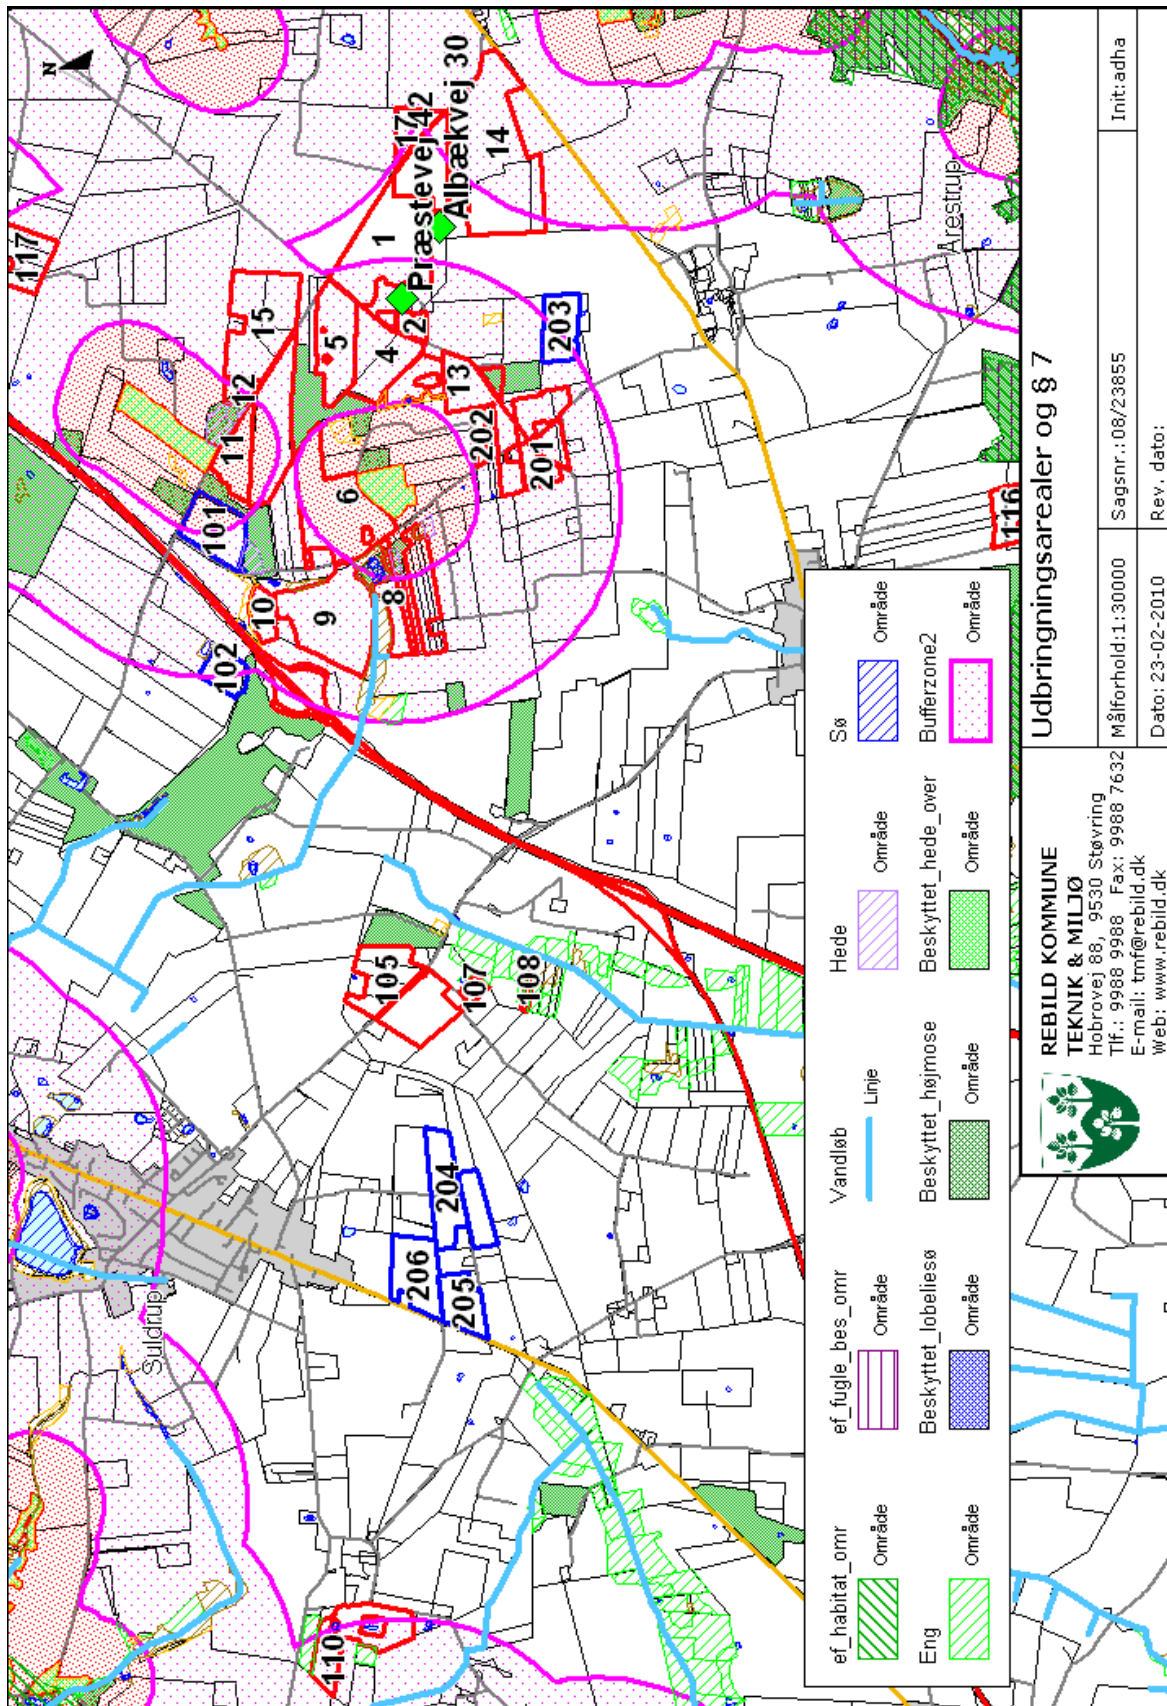 N
117
Præstevej 42
Albækvej 30
17
14
1
2
4
5
15
12
11
13
203
202
201
6
101
10
9
8
102
116
Årestrup
105
107
108
204
206
205
Suldrup
110
ef_habitat_omr
Område
ef_fugle_bes_omr
Område
Vandløb
Linje
Hede
Område
Sø
Område
Eng
Område
Beskyttet_lobeliesø
Område
Beskyttet_højmose
Område
Beskyttet_hede_over
Område
Bufferzone2
Område
REBILD KOMMUNE
TEKNIK & MILJØ
Hobrovej 88, 9530 Støvring
Tlf.: 9988 9988 Fax: 9988 7632
E-mail: tmf@rebild.dk
Web: www.rebild.dk
Udbringningsarealer og § 7
Målforhold:1:30000
Sagsnr.:08/23855
Init:adha
Dato:23-02-2010
Rev. dato: